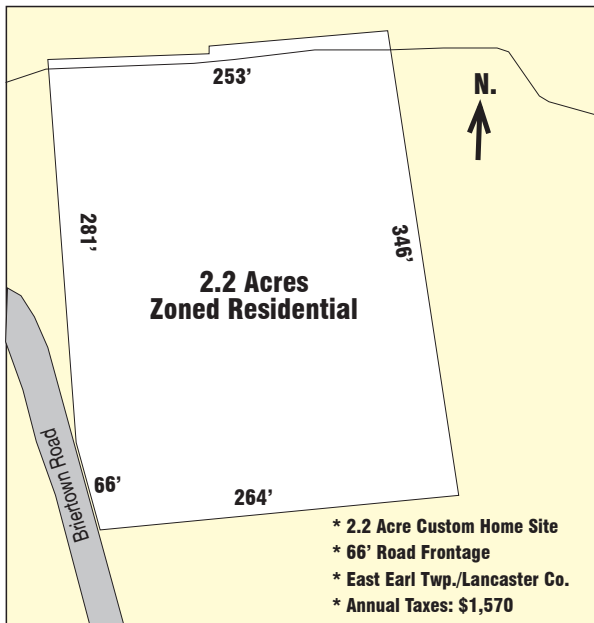 253’
N.
281’
346’
2.2 Acres
Zoned Residential
Briertown Road
66’
264’
* 2.2 Acre Custom Home Site
* 66’ Road Frontage
* East Earl Twp./Lancaster Co.
* Annual Taxes: $1,570